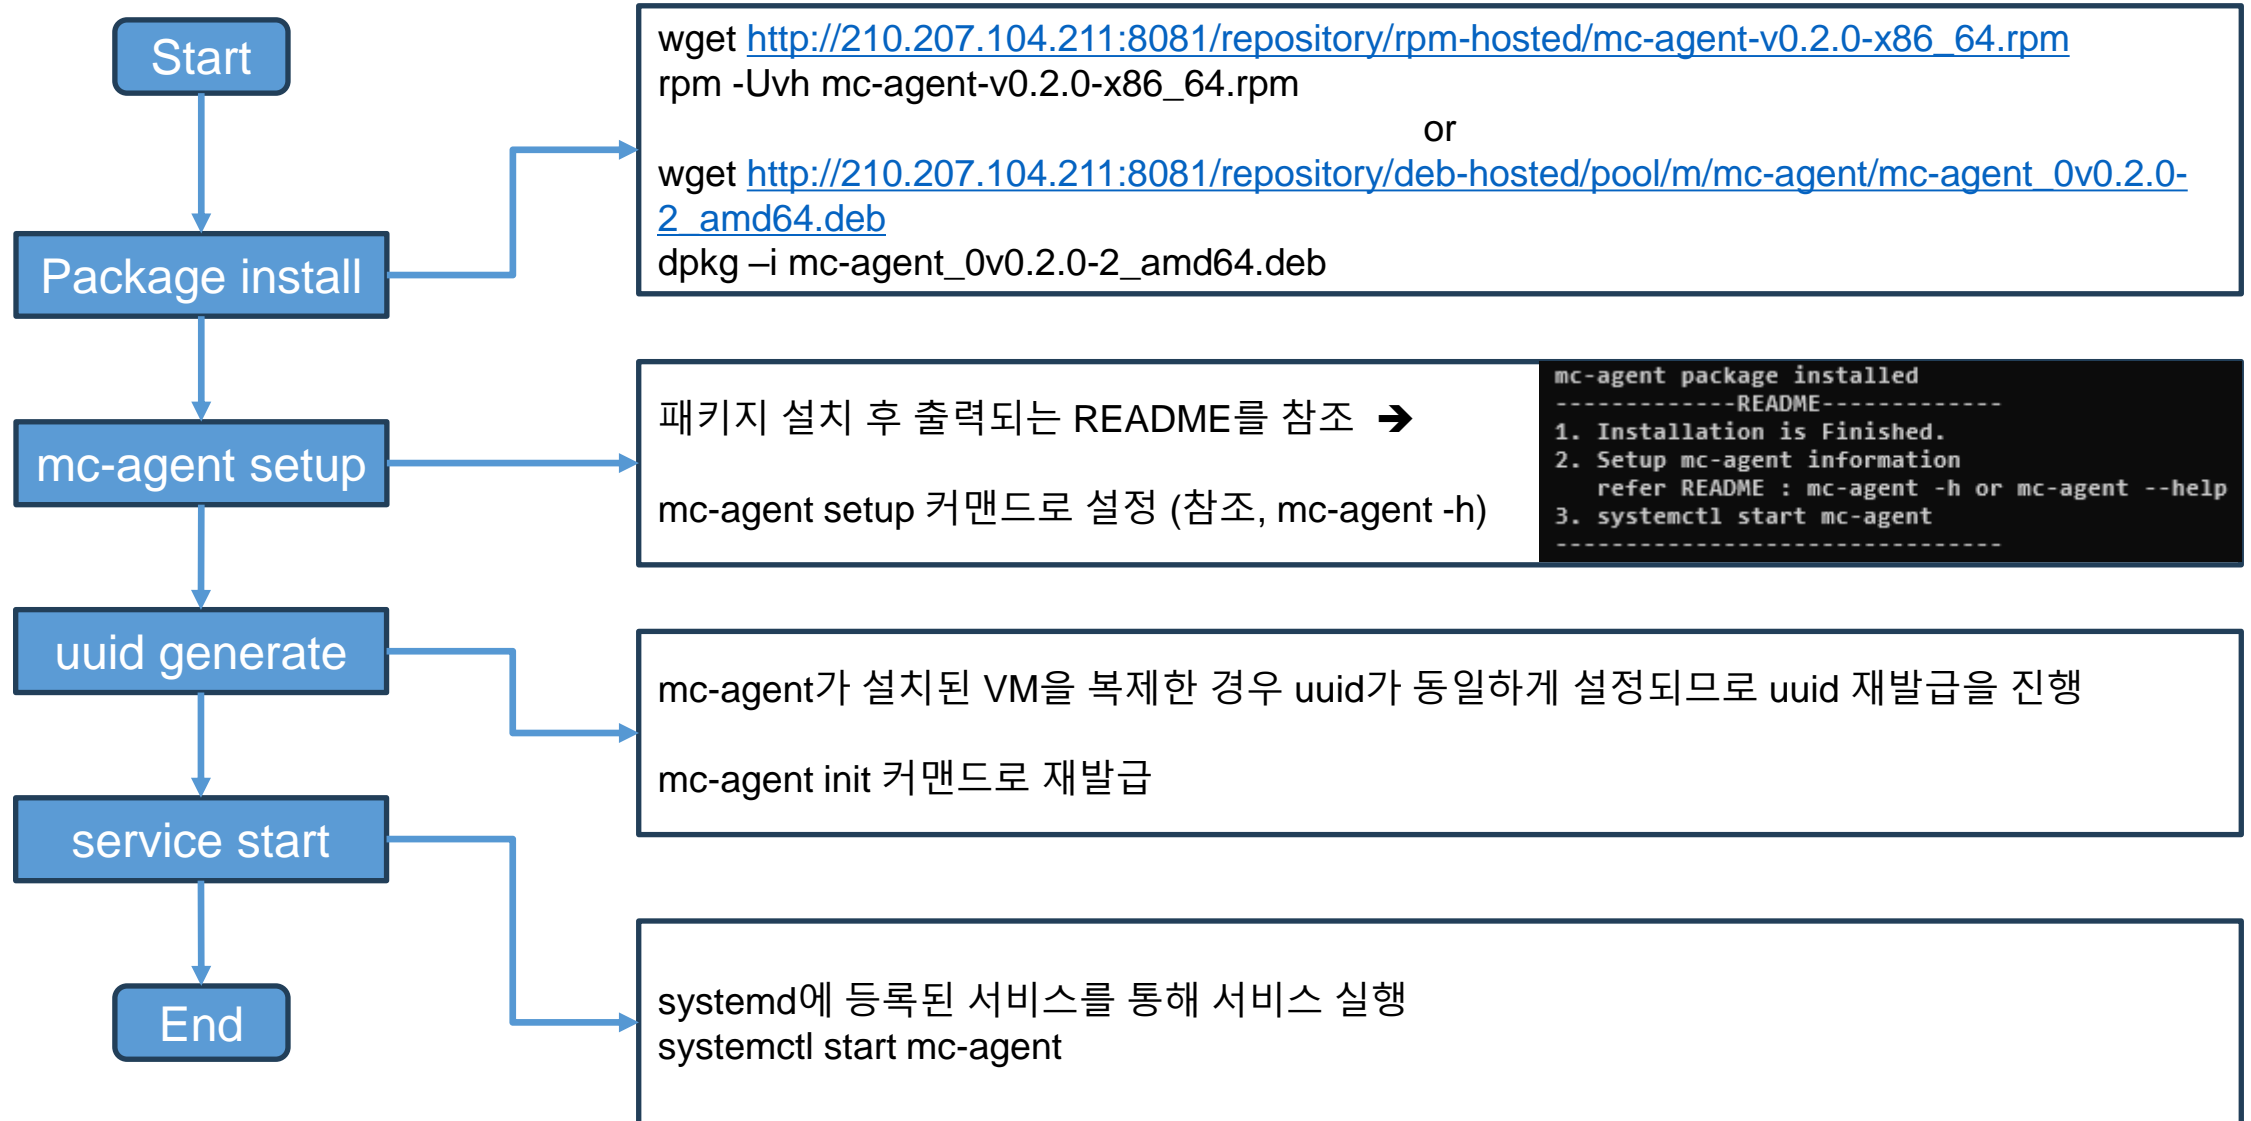 Start
wget http://210.207.104.211:8081/repository/rpm-hosted/mc-agent-v0.2.0-x86_64.rpm
rpm -Uvh mc-agent-v0.2.0-x86_64.rpm
or
wget http://210.207.104.211:8081/repository/deb-hosted/pool/m/mc-agent/mc-agent_0v0.2.0-
2_amd64.deb
dpkg –i mc-agent_0v0.2.0-2_amd64.deb
Package install
mc-agent setup
패키지 설치 후 출력되는 README를 참조 ➔
mc-agent setup 커맨드로 설정 (참조, mc-agent -h)
mc-agent package installed
-------------README-------------
1. Installation is Finished.
2. Setup mc-agent information
refer README : mc-agent -h or mc-agent --help
3. systemctl start mc-agent
--------------------------------
uuid generate
mc-agent가 설치된 VM을 복제한 경우 uuid가 동일하게 설정되므로 uuid 재발급을 진행
mc-agent init 커맨드로 재발급
service start
systemd에 등록된 서비스를 통해 서비스 실행
systemctl start mc-agent
End